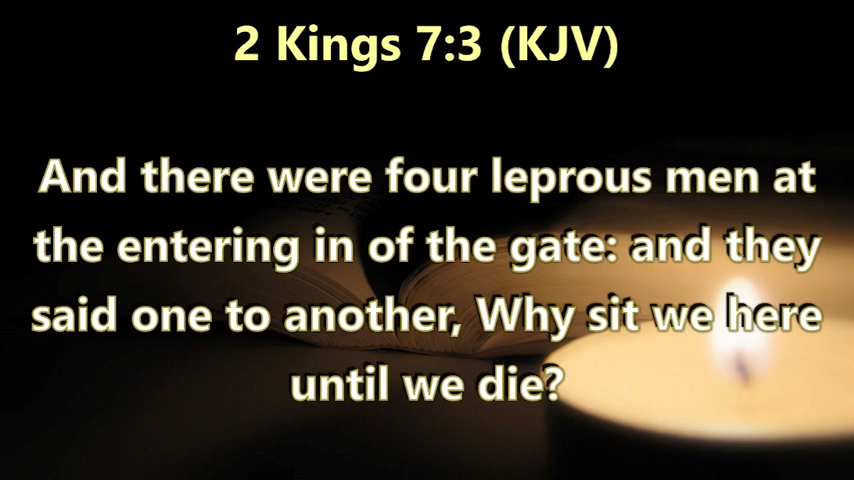 2 Kings 7:3 (KJV)
And there were four leprous men at
the entering in of the gate: and they
said one to another, Why sit we here
until we die?